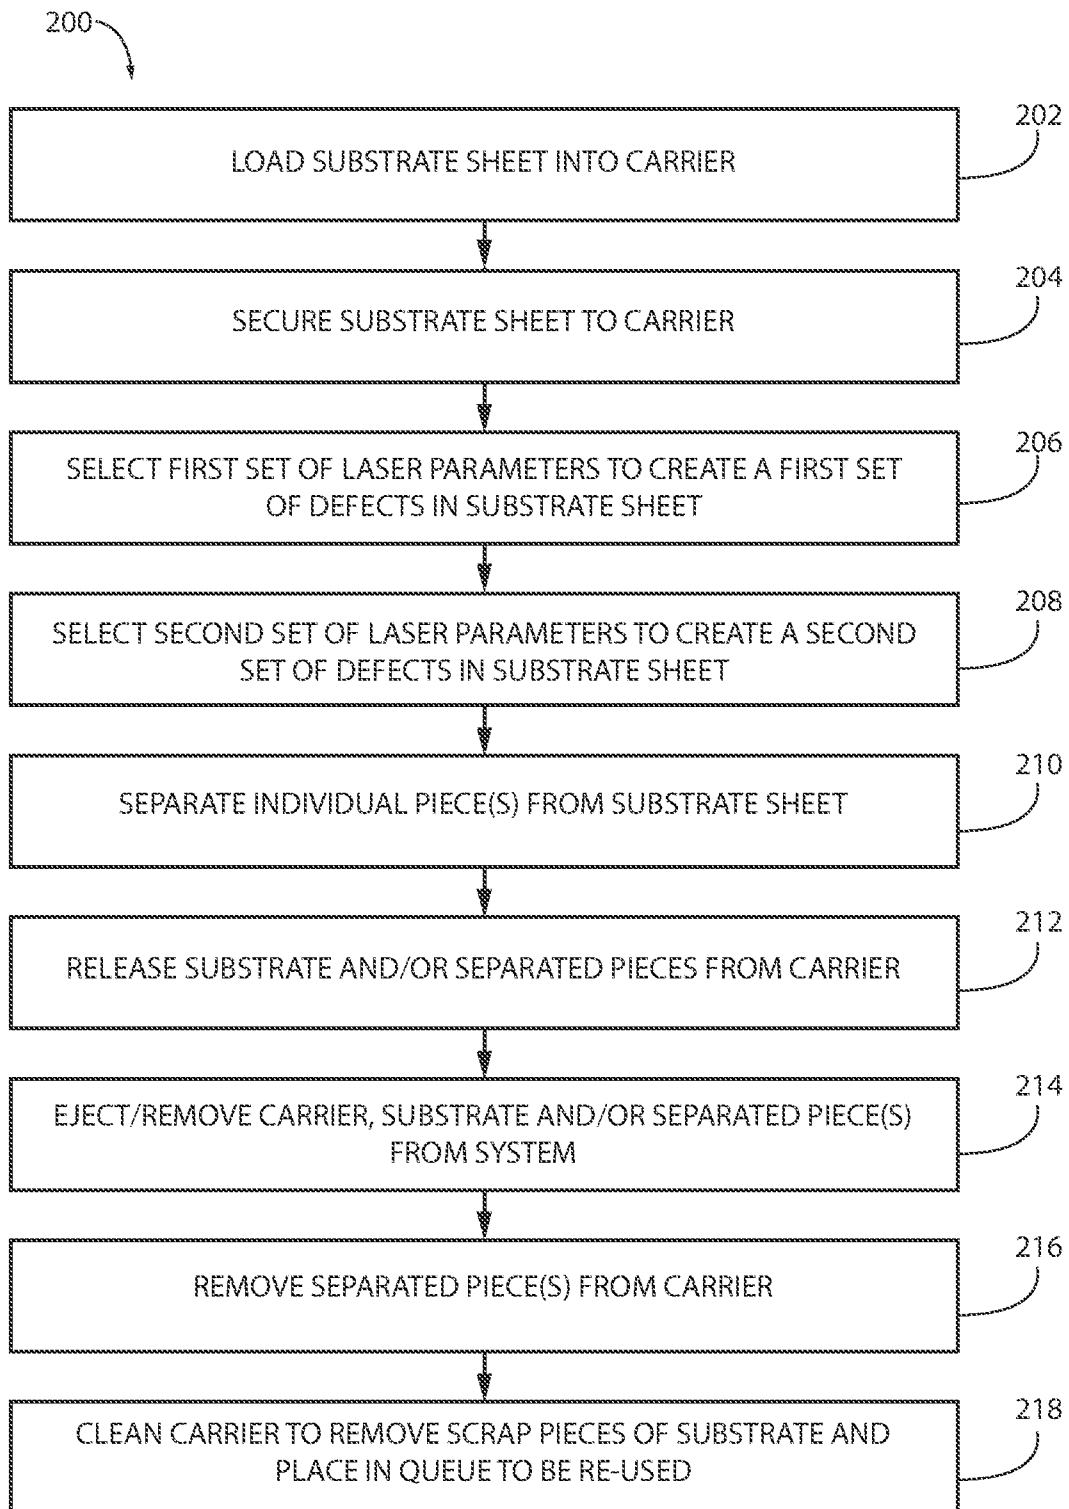 200
202
LOAD SUBSTRATE SHEET INTO CARRIER
204
SECURE SUBSTRATE SHEET TO CARRIER
206
SELECT FIRST SET OF LASER PARAMETERS TO CREATE A FIRST SET
OF DEFECTS IN SUBSTRATE SHEET
208
SELECT SECOND SET OF LASER PARAMETERS TO CREATE A SECOND
SET OF DEFECTS IN SUBSTRATE SHEET
210
SEPARATE INDIVIDUAL PIECE(S) FROM SUBSTRATE SHEET
212
RELEASE SUBSTRATE AND/OR SEPARATED PIECES FROM CARRIER
214
EJECT/REMOVE CARRIER, SUBSTRATE AND/OR SEPARATED PIECE(S)
FROM SYSTEM
216
REMOVE SEPARATED PIECE(S) FROM CARRIER
218
CLEAN CARRIER TO REMOVE SCRAP PIECES OF SUBSTRATE AND
PLACE IN QUEUE TO BE RE-USED